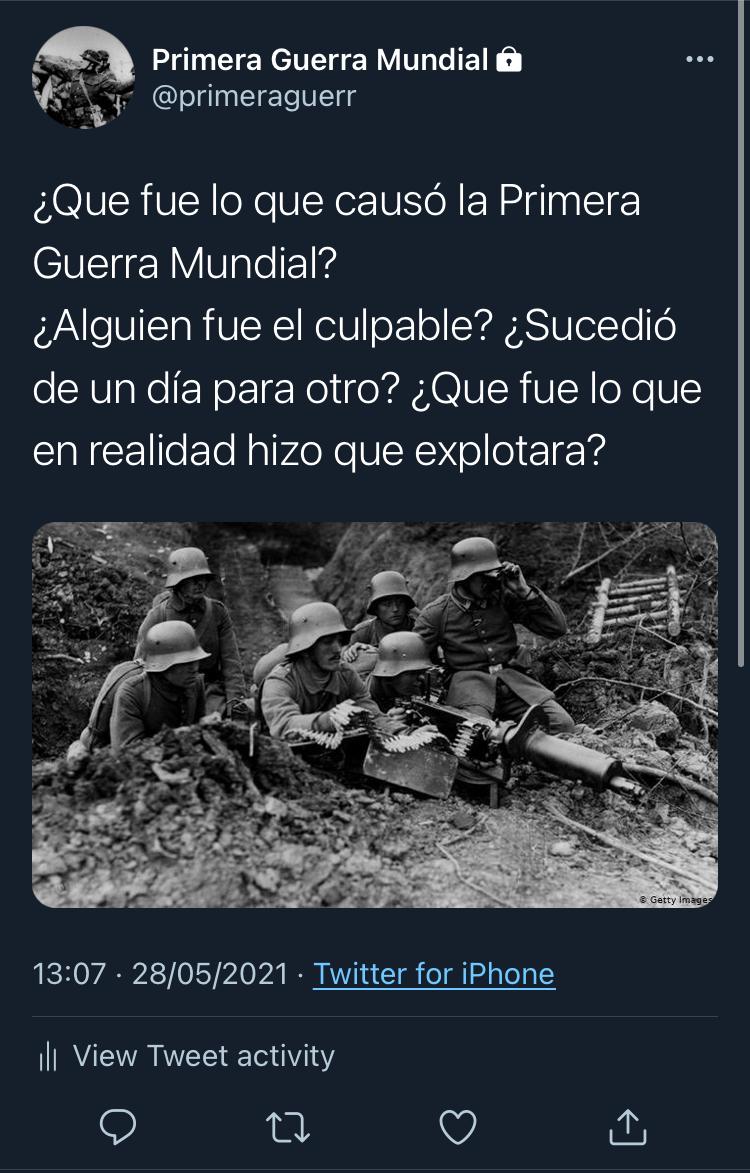 Primera Guerra Mundial
@primeraguerr
¿Que fue lo que causó la Primera
Guerra Mundial?
¿Alguien fue el culpable? ¿Sucedió
de un día para otro? ¿Que fue lo que
en realidad hizo que explotara?
© Getty Images
13:07 · 28/05/2021 · Twitter for iPhone
View Tweet activity